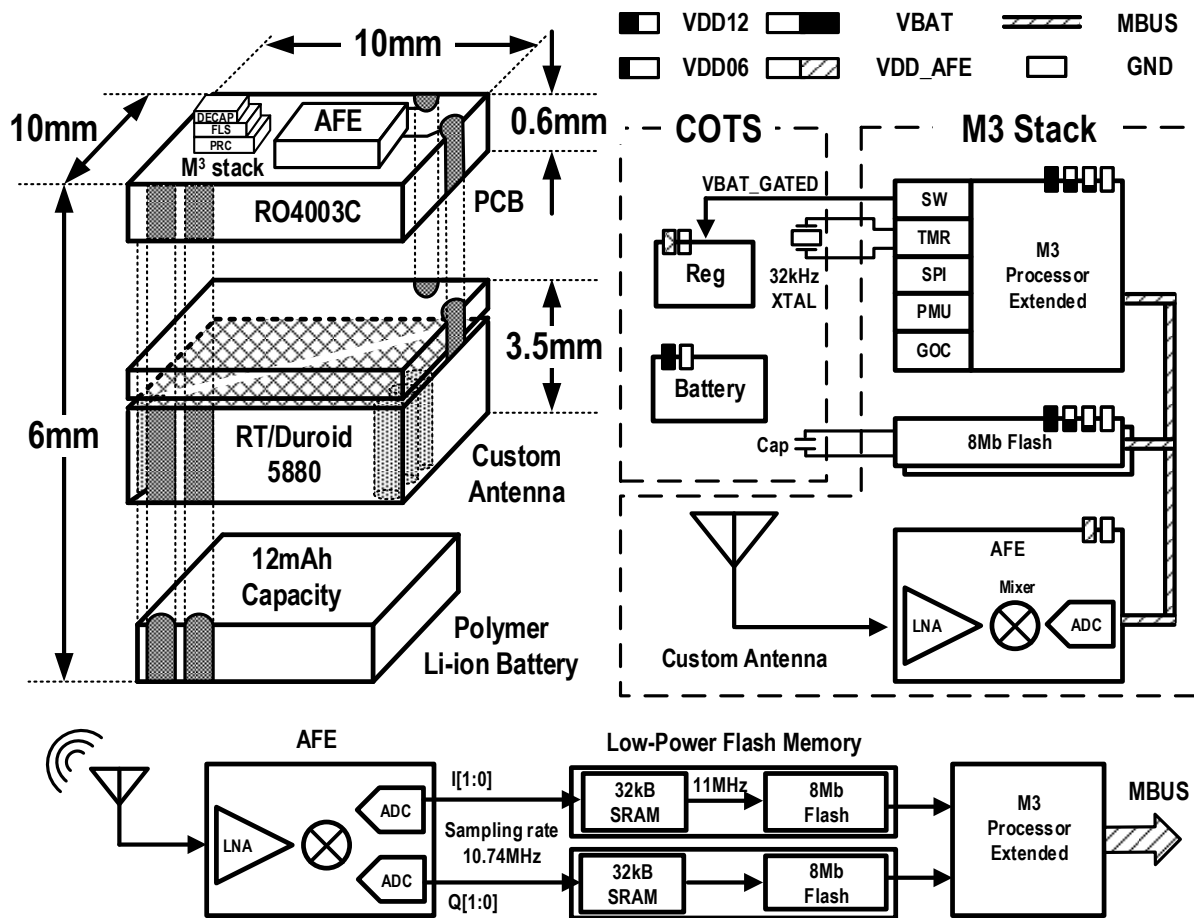 10mm
10mm
DECAP
FLS
PRC
M³ stack
AFE
0.6mm
RO4003C
PCB
3.5mm
6mm
RT/Duroid
5880
Custom
Antenna
12mAh
Capacity
Polymer
Li-ion Battery
VDD12
VBAT
MBUS
VDD06
VDD_AFE
GND
COTS
M3 Stack
VBAT_GATED
Reg
32kHz
XTAL
Battery
Cap
SW
TMR
SPI
PMU
GOC
M3
Processor
Extended
8Mb Flash
AFE
Mixer
LNA
ADC
Custom Antenna
AFE
LNA
ADC
ADC
I[1:0]
Sampling rate
10.74MHz
Q[1:0]
Low-Power Flash Memory
32kB
SRAM
11MHz
8Mb
Flash
32kB
SRAM
8Mb
Flash
M3
Processor
Extended
MBUS